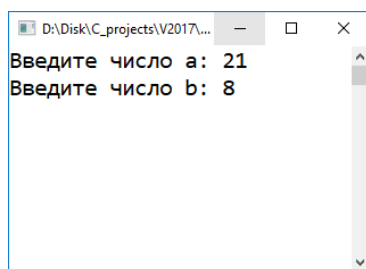 D:\Disk\C_projects\V2017\...
Введите число a: 21
Введите число b: 8